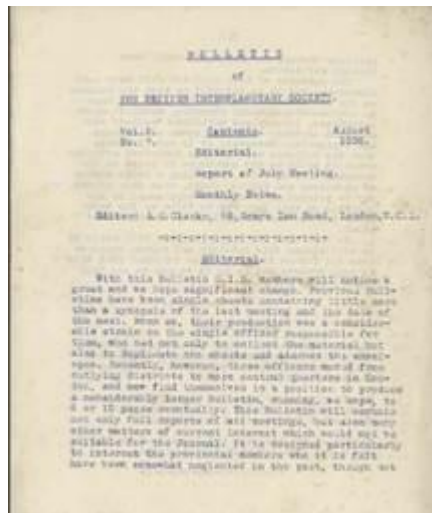 BULLETIN
of
THE BRITISH INTERPLANETARY SOCIETY.
Vol. Contents. August
No. 193
Editorial.
Report of July Meeting.
Monthly Notes.
Editor: A.C. Clarke, Grays Inn Road, London, W.C.1.
Editorial.
With this Bulletin B.I.S. members will notice a
great and we hope significant change. Previous Bulle-
tins have been single sheets containing little more
than a synopsis of the last meeting and the date of
the next. Even so, their production was a consider-
able strain on the single officer responsible for
them, who had not only to collect the material but
also to duplicate the sheets and address the envel-
opes. Recently, however, three officers moved from
outlying districts to more central quarters in Lon-
don, and now find themselves in a position to produce
a considerably larger Bulletin, running, we hope, to
8 or 10 pages eventually. This Bulletin will contain
not only full reports of all meetings, but also many
other matters of current interest which would not be
suitable for the Journal. It is designed particularly
to interest the provincial members who it is felt
have been somewhat neglected in the past, though not